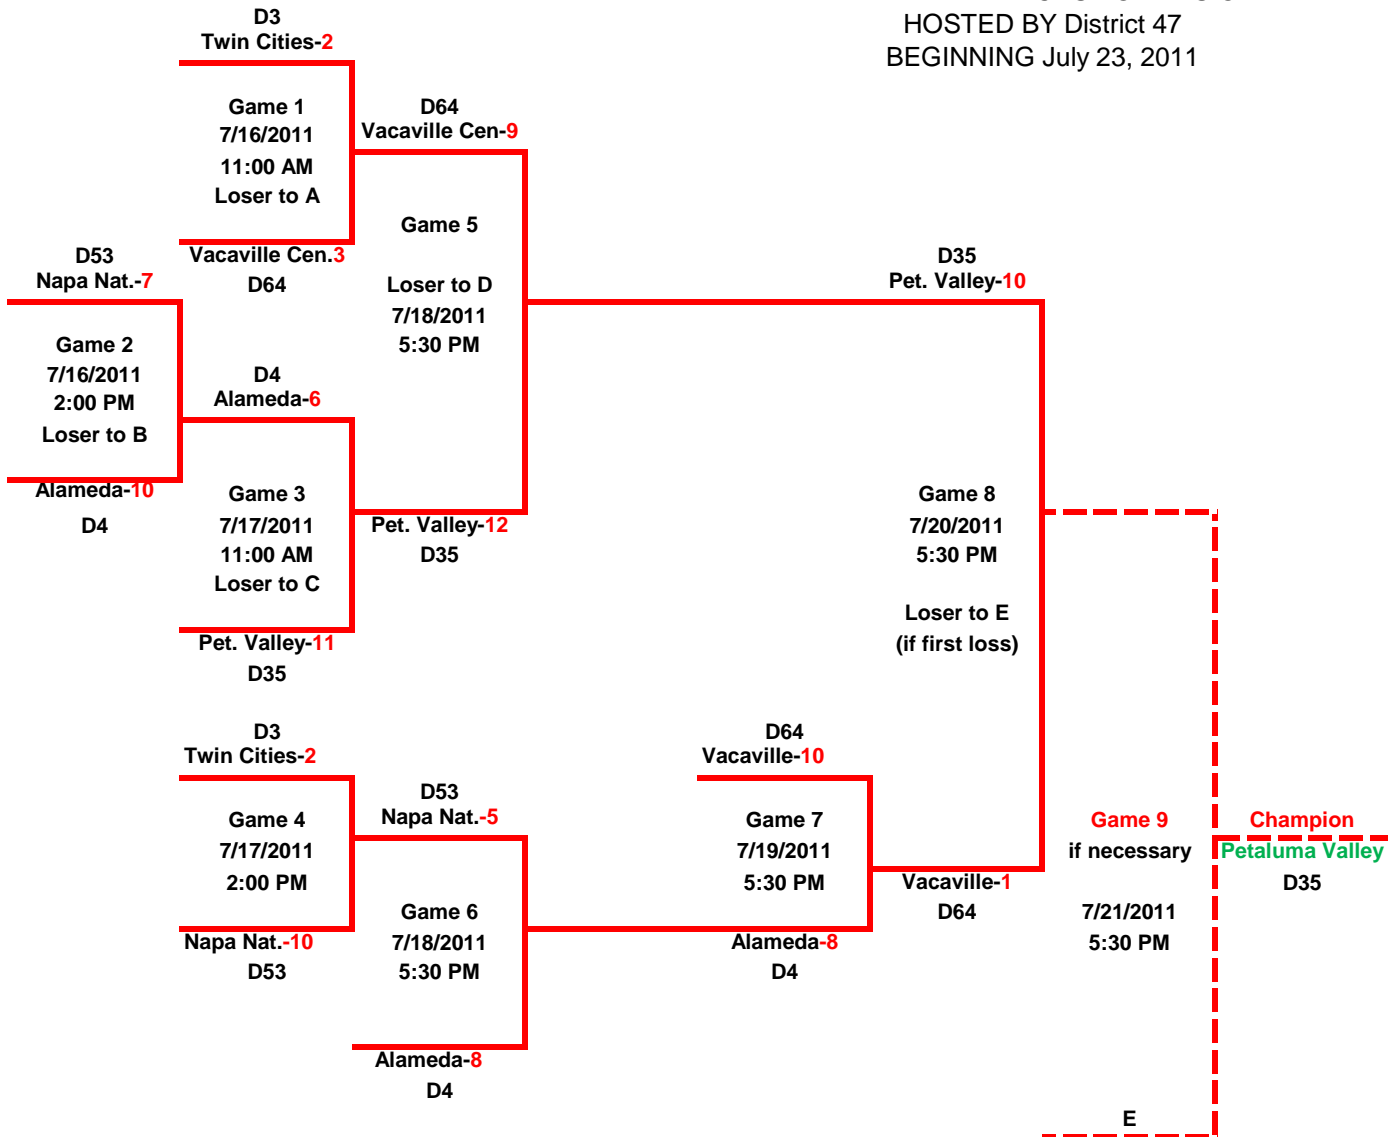 HOSTED BY District 47
BEGINNING July 23, 2011
D3
Twin Cities-2
Game 1
7/16/2011
11:00 AM
Loser to A
Vacaville Cen.3
D64
D64
Vacaville Cen-9
Game 5
Loser to D
7/18/2011
5:30 PM
D53
Napa Nat.-7
Game 2
7/16/2011
2:00 PM
Loser to B
Alameda-10
D4
D4
Alameda-6
Game 3
7/17/2011
11:00 AM
Loser to C
Pet. Valley-11
D35
Pet. Valley-12
D35
D35
Pet. Valley-10
Game 8
7/20/2011
5:30 PM
Loser to E
(if first loss)
D3
Twin Cities-2
Game 4
7/17/2011
2:00 PM
Napa Nat.-10
D53
D53
Napa Nat.-5
Game 6
7/18/2011
5:30 PM
Alameda-8
D4
D64
Vacaville-10
Game 7
7/19/2011
5:30 PM
Alameda-8
D4
Vacaville-1
D64
Game 9
if necessary
7/21/2011
5:30 PM
E
Champion
Petaluma Valley
D35